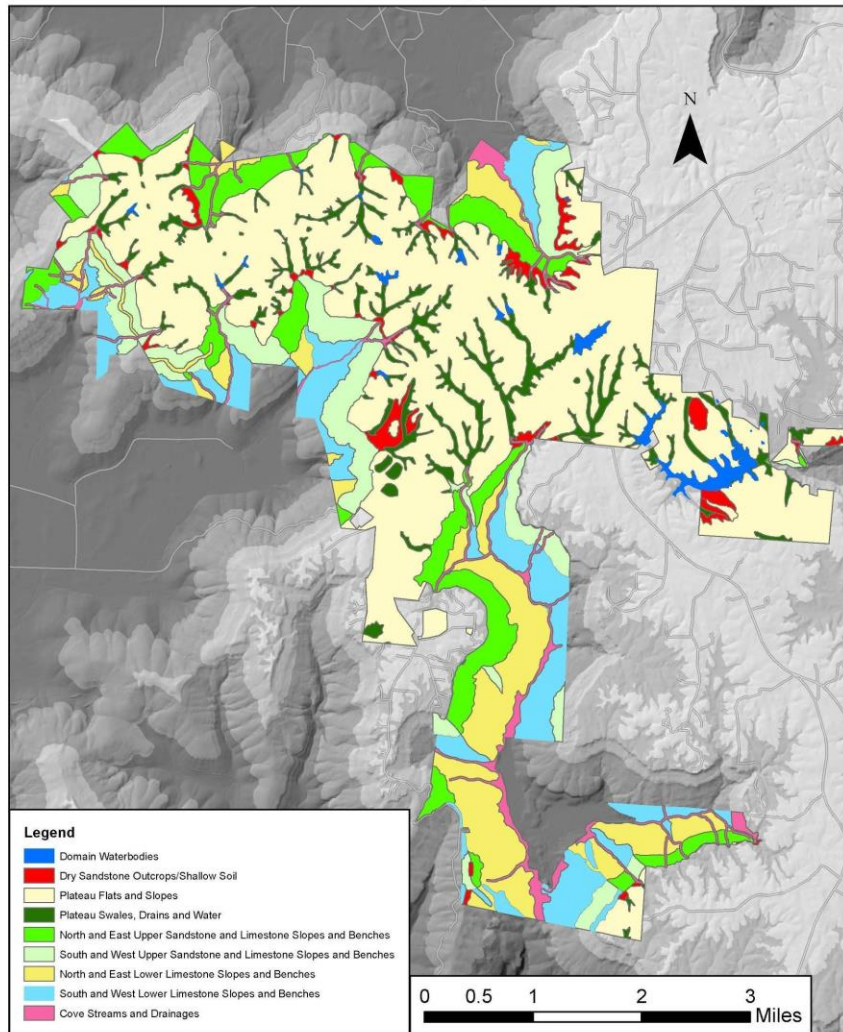 N
Legend
Domain Waterbodies
Dry Sandstone Outcrops/Shallow Soil
Plateau Flats and Slopes
Plateau Swales, Drains and Water
North and East Upper Sandstone and Limestone Slopes and Benches
South and West Upper Sandstone and Limestone Slopes and Benches
North and East Lower Limestone Slopes and Benches
South and West Lower Limestone Slopes and Benches
Cove Streams and Drainages
0 0.5 1 2 3
Miles